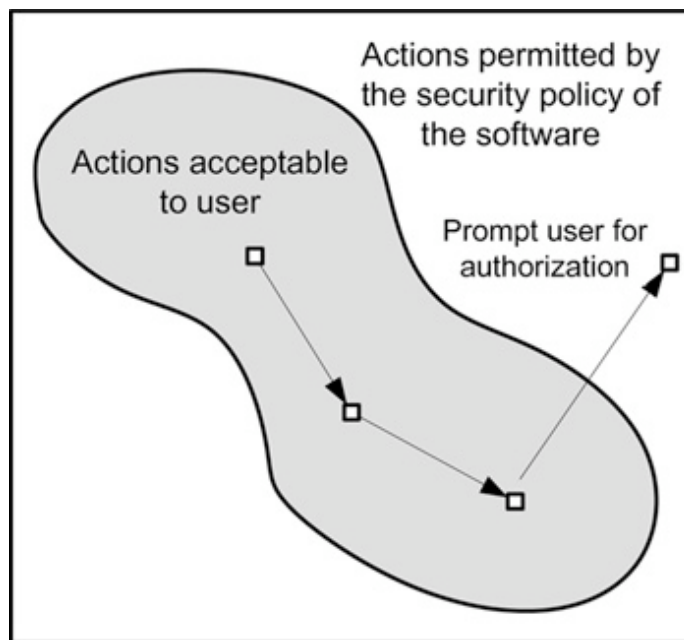 Actions permitted by
the security policy of
the software
Actions acceptable
to user
Prompt user for
authorization